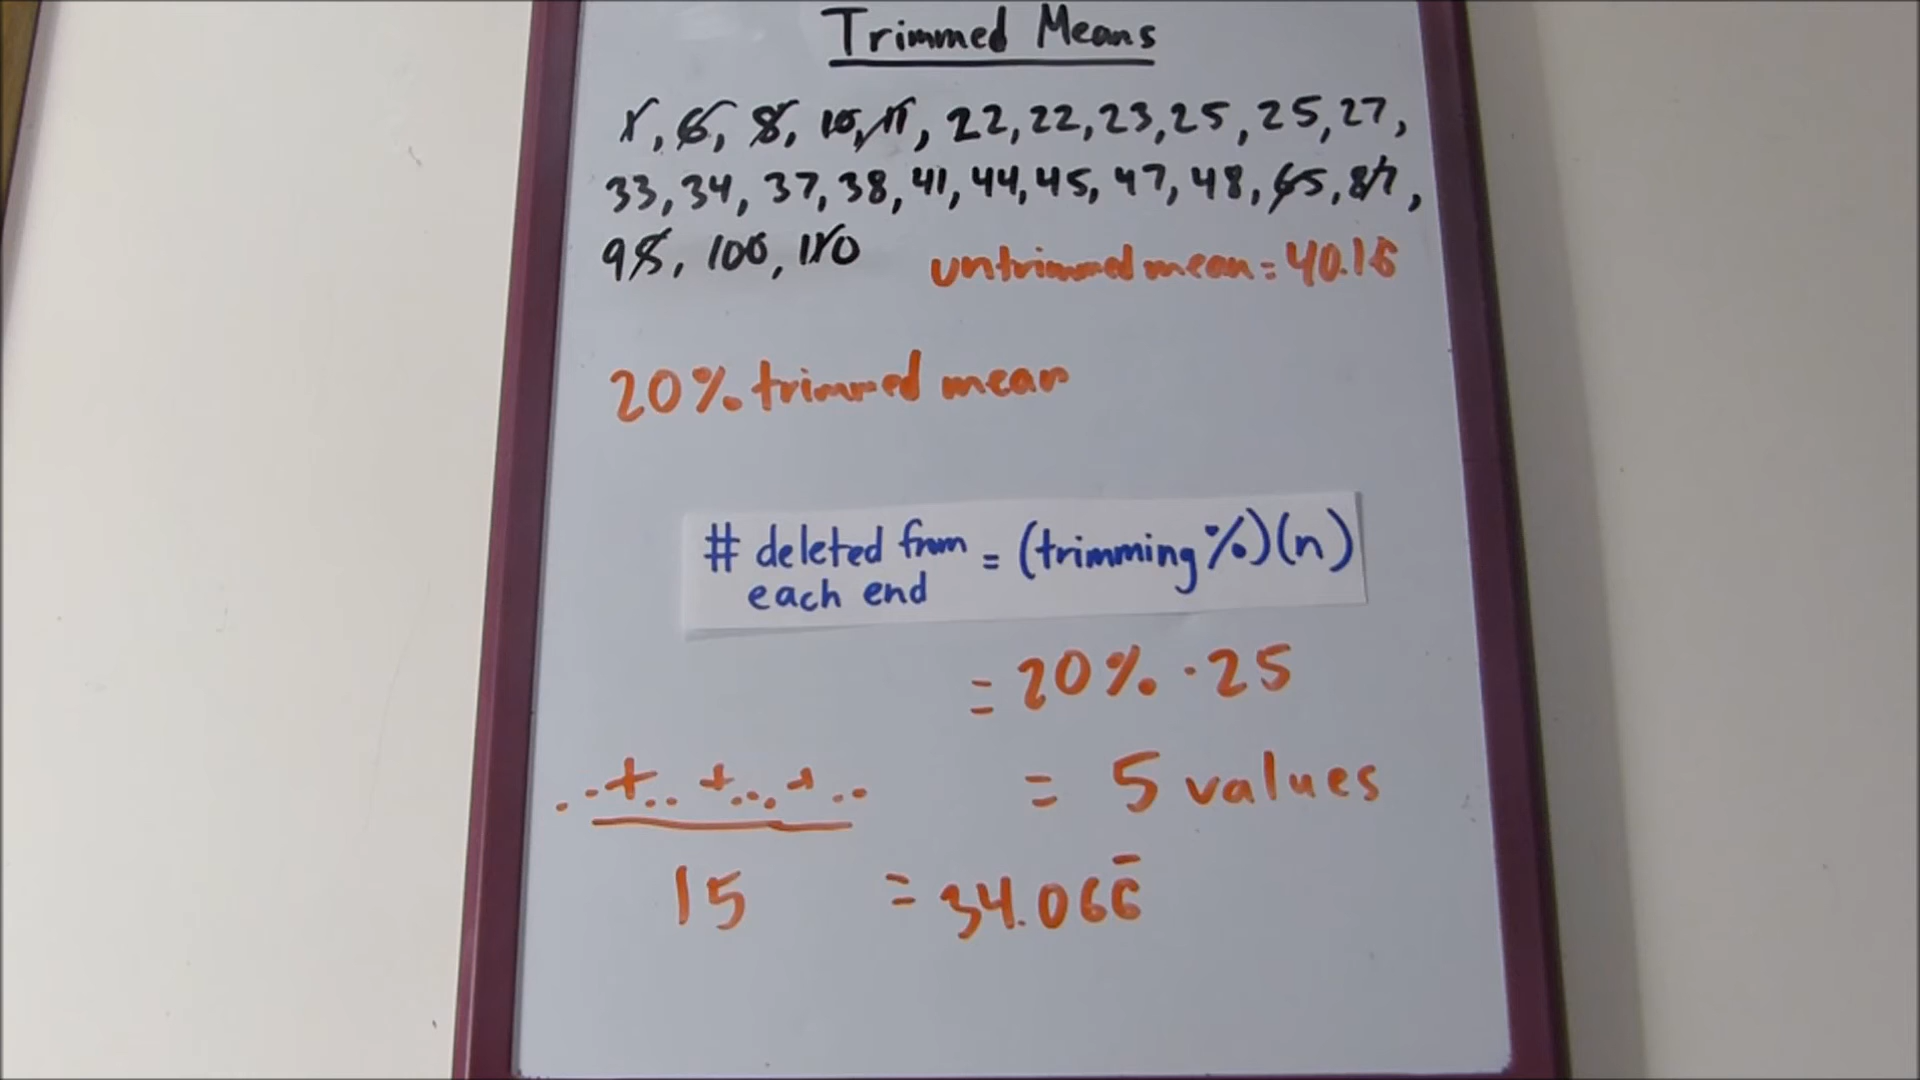 Trimmed Means
1, 6, 8, 10, 11, 22, 22, 23, 25, 25, 27,
33, 34, 37, 38, 41, 44, 45, 47, 48, 65, 87,
95, 100, 110 untrimmed mean = 40.16
20% trimmed mean
# deleted from each end = (trimming %)(n)
= 20% · 25
= 5 values
...+...+...+...
15 = 34.066̅